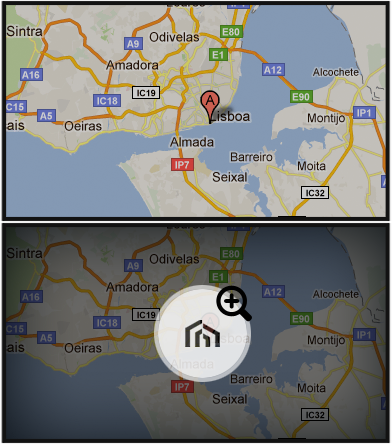 IP1
Sintra
Odivelas
E80
A9
E1
Amadora
A12
Alcochete
A16
IC19
IC18
E90
C15
A
A5
Lisboa
Montijo
IP1
ais
Oeiras
Almada
Barreiro
IP7
Moita
Seixal
IC32
Sintra
Odivelas
E80
A9
E1
Amadora
A12
Alcochete
A16
IC19
IC18
E90
C15
A5
Montijo
IP1
ais
Oeiras
Almada
Barreiro
IP7
Moita
Seixal
IC32